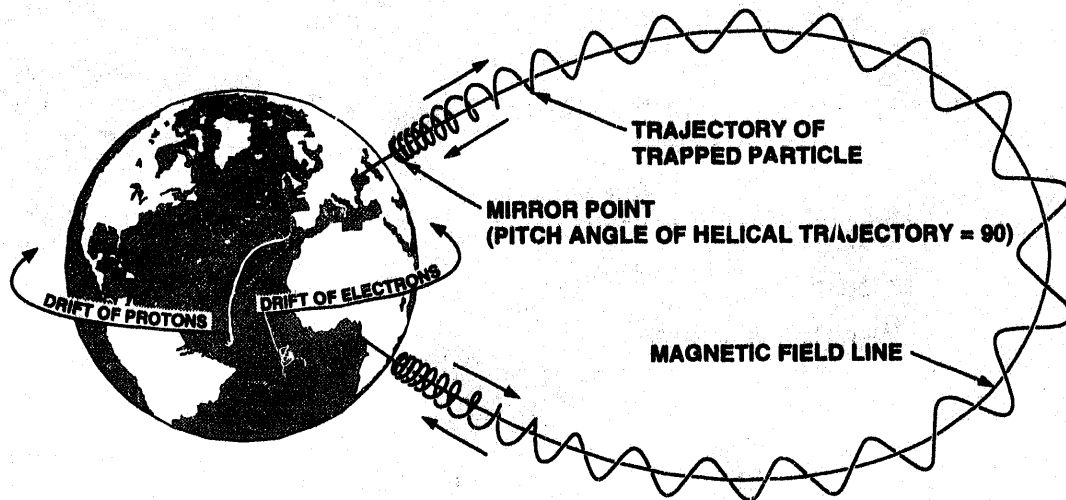 TRAJECTORY OF
TRAPPED PARTICLE
MIRROR POINT
(PITCH ANGLE OF HELICAL TRAJECTORY = 90)
DRIFT OF PROTONS
DRIFT OF ELECTRONS
MAGNETIC FIELD LINE